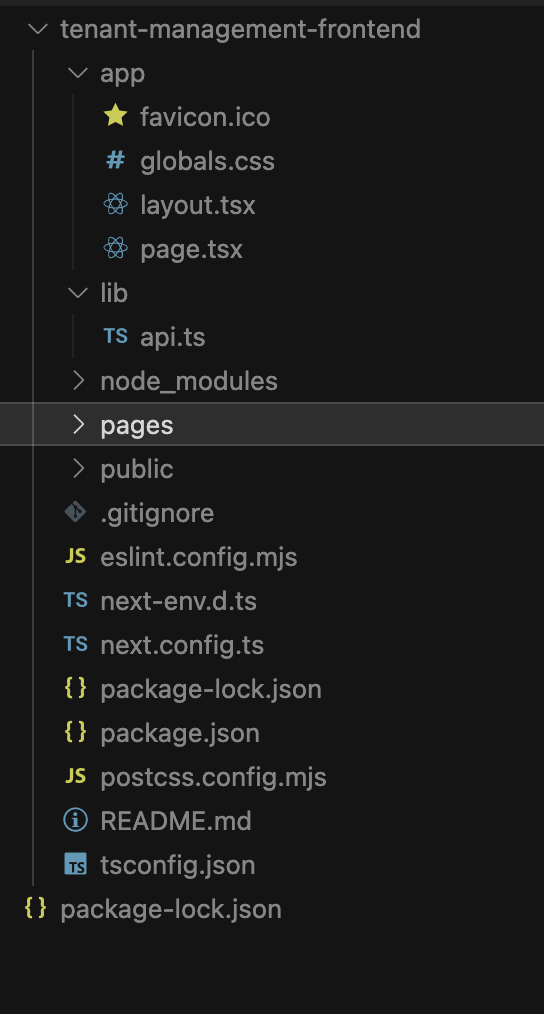 tenant-management-frontend
app
favicon.ico
# globals.css
layout.tsx
page.tsx
lib
TS api.ts
node_modules
pages
public
.gitignore
JS eslint.config.mjs
TS next-env.d.ts
TS next.config.ts
{} package-lock.json
{} package.json
JS postcss.config.mjs
README.md
TS tsconfig.json
{} package-lock.json